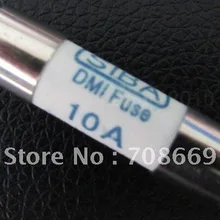 SIBA
DMI Fuse
10A
Store No: 708669